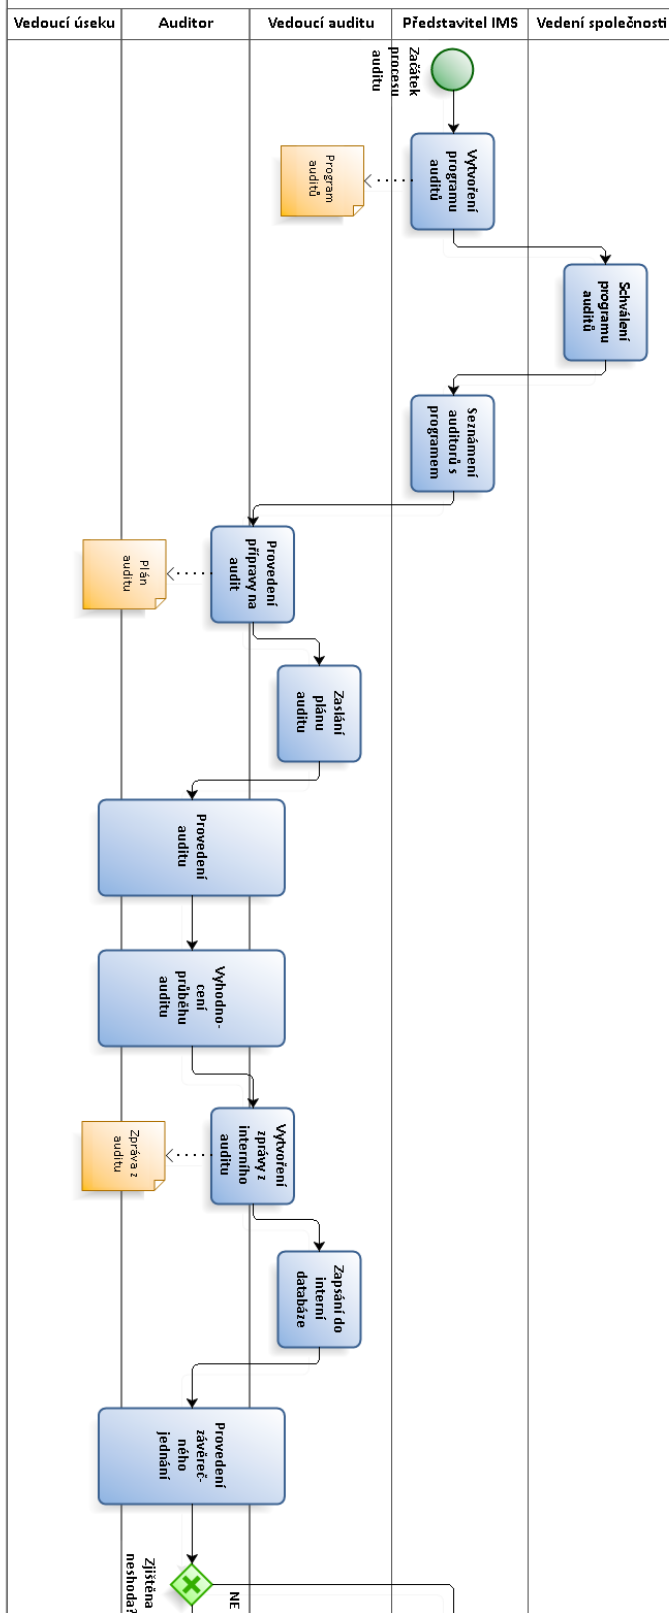 Vedoucí úseku
Auditor
Vedoucí auditu
Představitel IMS
Vedení společnosti
Začátek
procesu
auditu
Vytvoření
programu
auditů
Program
auditů
Schválení
programu
auditů
Seznámení
auditorů s
programem
Provedení
přípravy na
audit
Plán
auditu
Zaslání
plánu
auditu
Provedení
auditu
Vyhodno-
cení
průběhu
auditu
Vytvoření
zprávy z
interního
auditu
Zpráva z
auditu
Zapsání do
interní
databáze
Provedení
závěreč-
ného
jednání
Zjištěna
neshoda?
NE